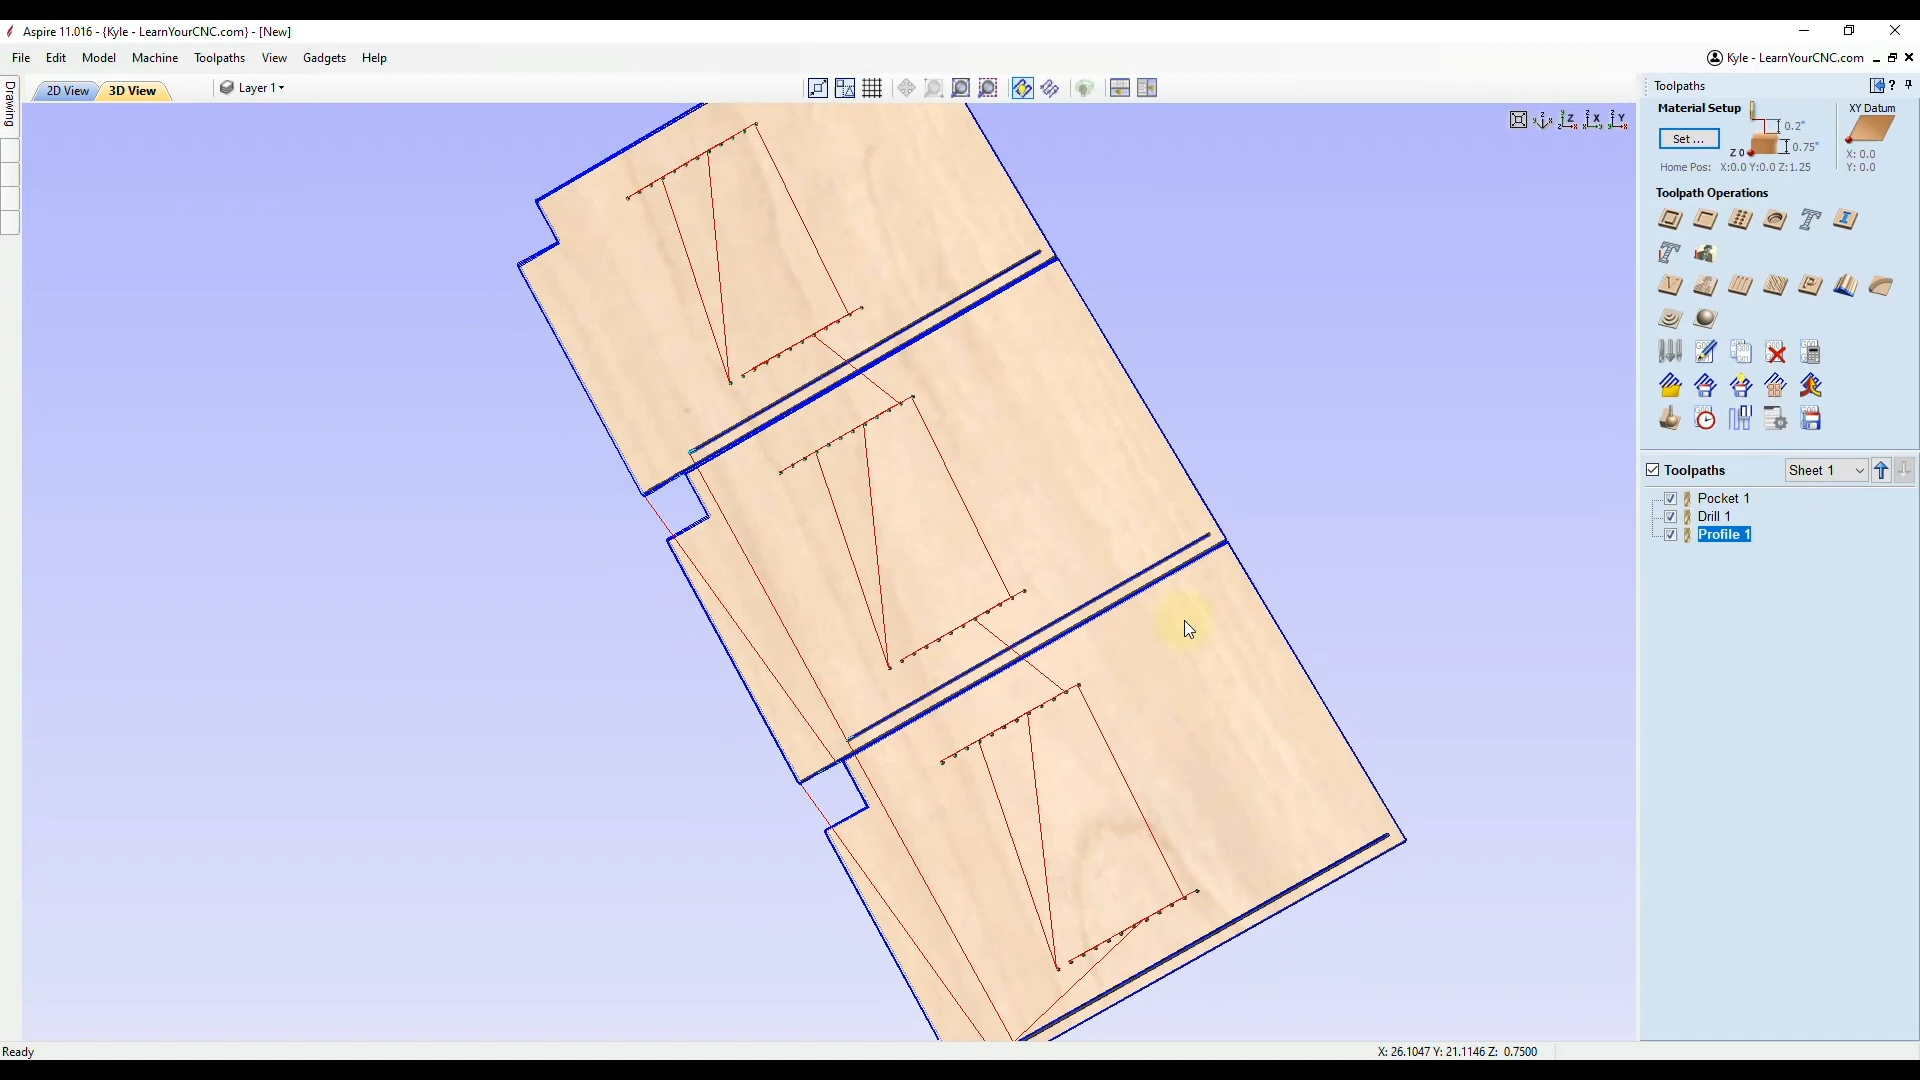 Aspire 11.016 - {Kyle - LearnYourCNC.com} - [New]
File Edit Model Machine Toolpaths View Gadgets Help
Kyle - LearnYourCNC.com
Drawing
2D View 3D View
Layer 1
Z X Y
Toolpaths
Material Setup
XY Datum
Set ...
0.2"
0.75"
Z 0
X: 0.0
Y: 0.0
Home Pos: X:0.0 Y:0.0 Z:1.25
Toolpath Operations
Toolpaths
Sheet 1
Pocket 1
Drill 1
Profile 1
Ready
X: 26.1047 Y: 21.1146 Z: 0.7500